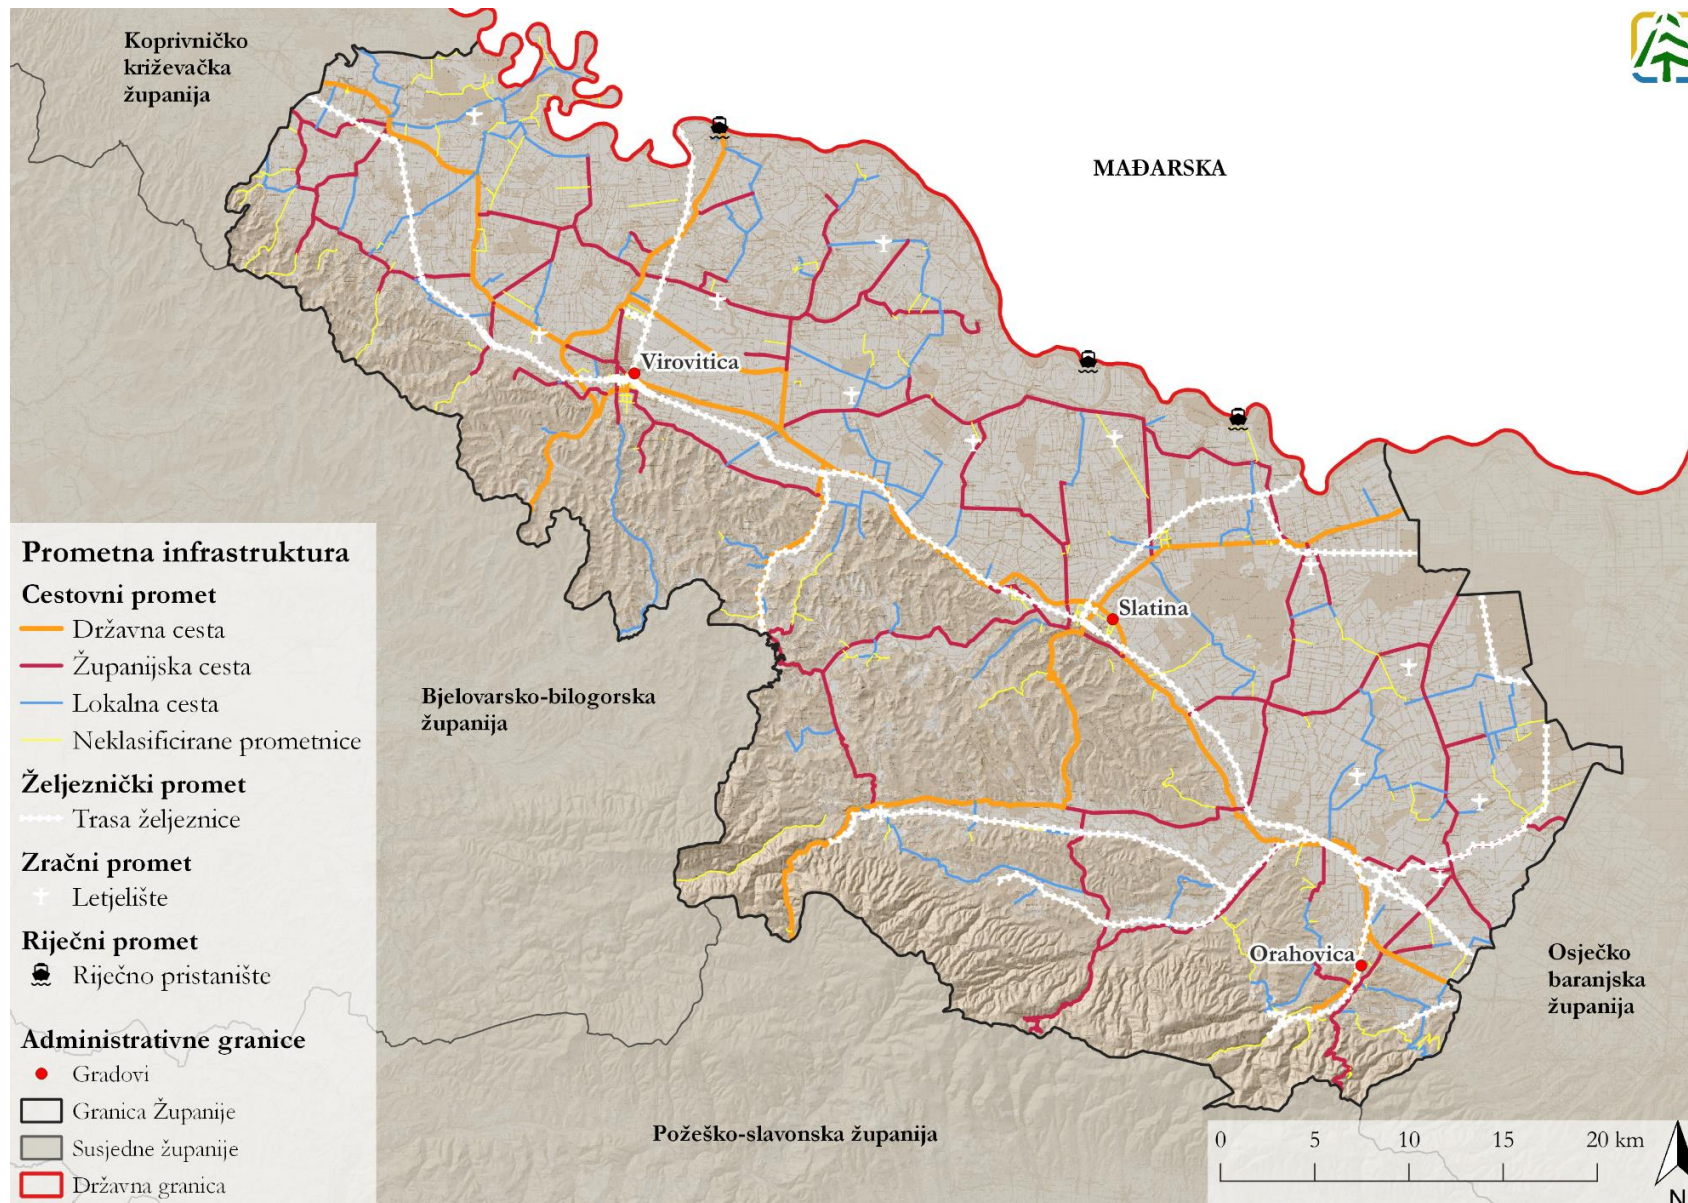 Koprivničko
križevačka
županija
MAĐARSKA
Virovitica
Slatina
Bjelovarsko-bilogorska
županija
Orahovica
Osječko
baranjska
županija
Požeško-slavonska županija
Prometna infrastruktura
Cestovni promet
Državna cesta
Županijska cesta
Lokalna cesta
Neklasificirane prometnice
Željeznički promet
Trasa željeznice
Zračni promet
Letjelište
Riječni promet
Riječno pristanište
Administrativne granice
Gradovi
Granica Županije
Susjedne županije
Državna granica
0 5 10 15 20 km
N